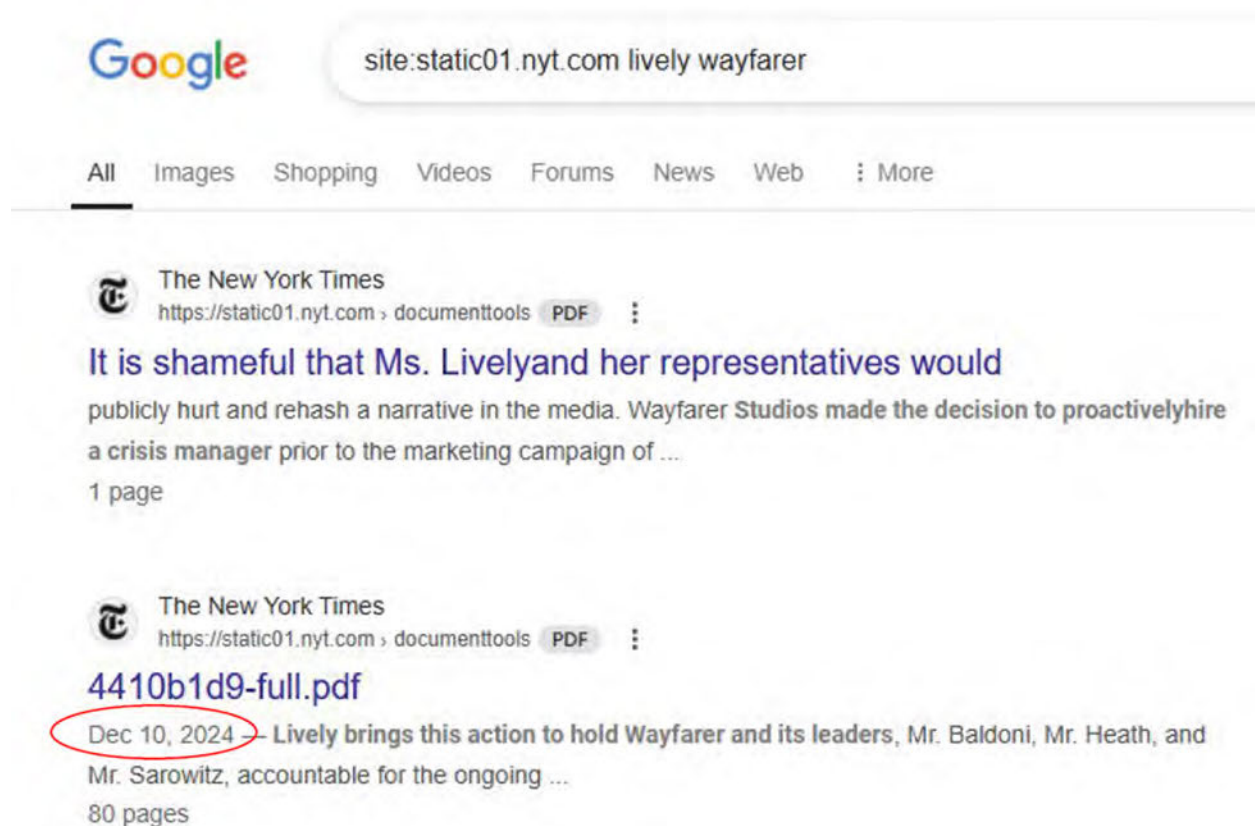 Google
site:static01.nyt.com lively wayfarer
All Images Shopping Videos Forums News Web ⋮ More
The New York Times
https://static01.nyt.com › documenttools PDF ⋮
It is shameful that Ms. Livelyand her representatives would
publicly hurt and rehash a narrative in the media. Wayfarer Studios made the decision to proactivelyhire
a crisis manager prior to the marketing campaign of ...
1 page
The New York Times
https://static01.nyt.com › documenttools PDF ⋮
4410b1d9-full.pdf
Dec 10, 2024 — Lively brings this action to hold Wayfarer and its leaders, Mr. Baldoni, Mr. Heath, and
Mr. Sarowitz, accountable for the ongoing ...
80 pages